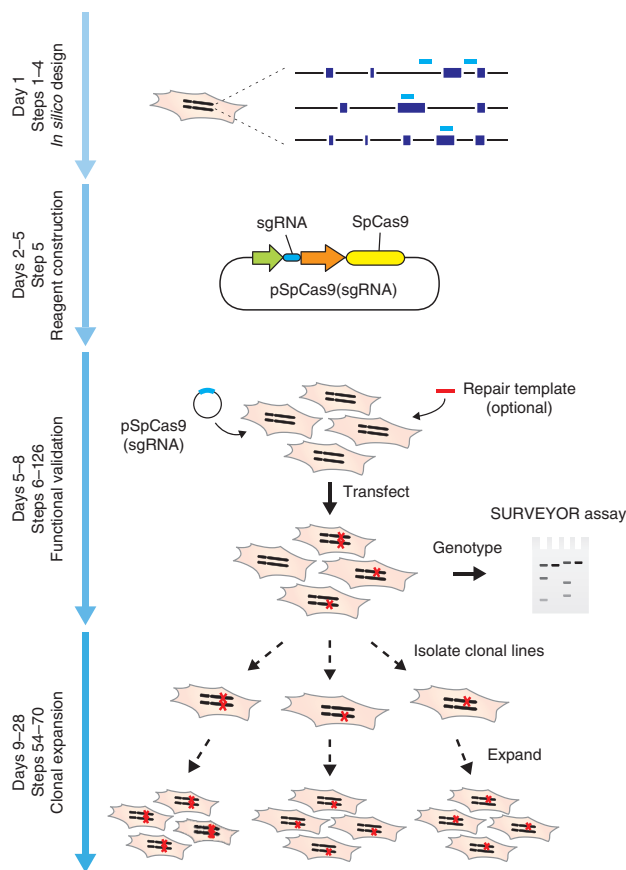 Day 1
Steps 1–4
In silico design
Days 2–5
Step 5
Reagent construction
sgRNA
SpCas9
pSpCas9(sgRNA)
Days 5–8
Steps 6–126
Functional validation
pSpCas9
(sgRNA)
Repair template
(optional)
Transfect
SURVEYOR assay
Genotype
Days 9–28
Steps 54–70
Clonal expansion
Isolate clonal lines
Expand